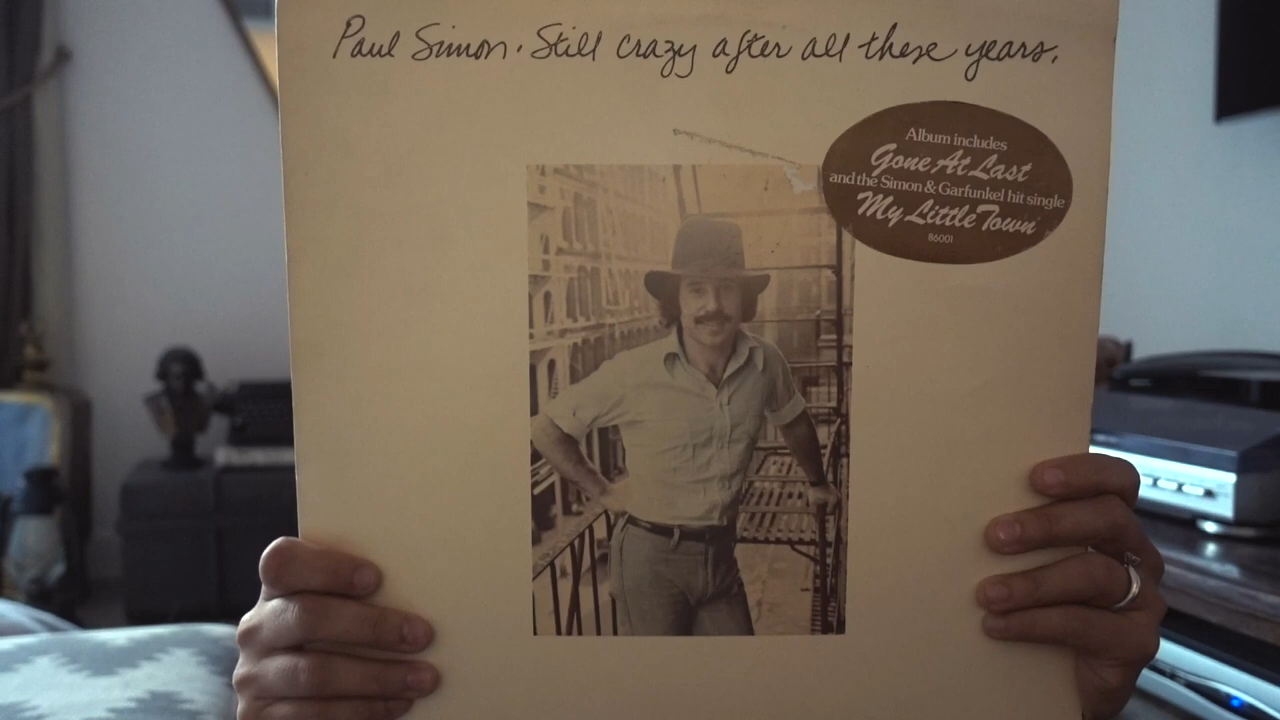 Paul Simon · Still crazy after all these years.
Album includes
Gone At Last
and the Simon & Garfunkel hit single
My Little Town
86001